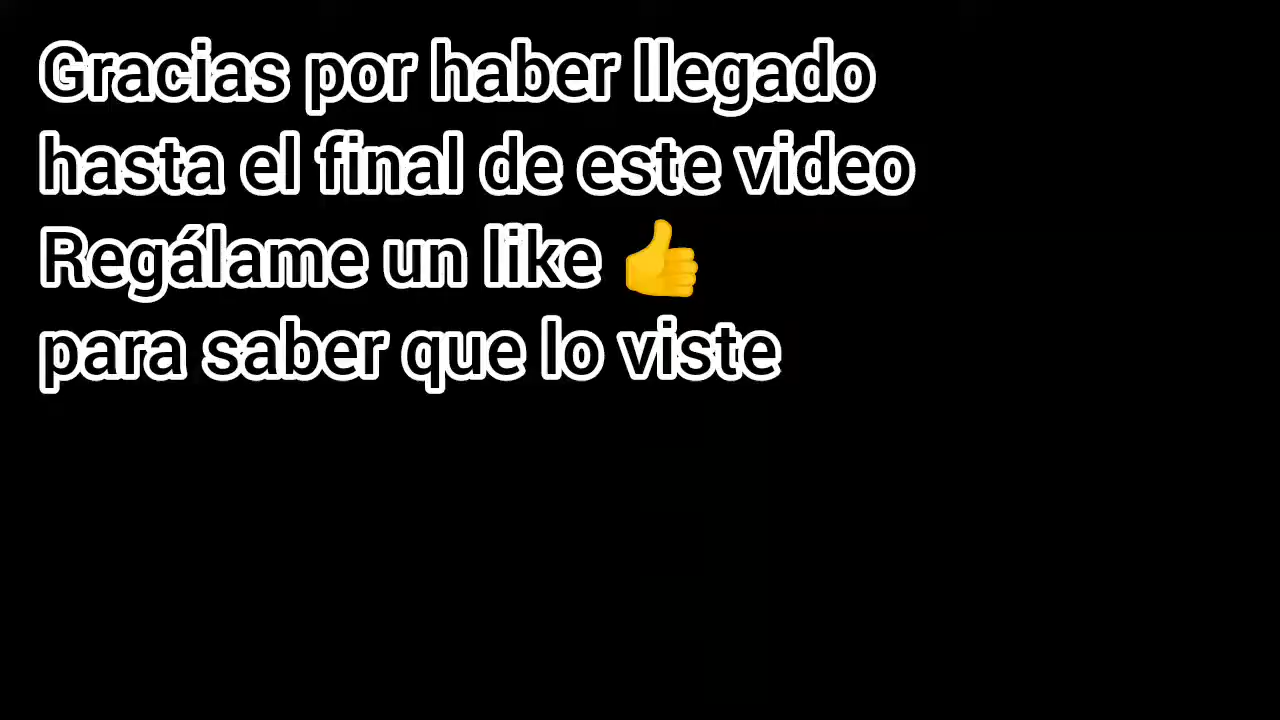 Gracias por haber llegado
hasta el final de este video
Regálame un like 👍
para saber que lo viste